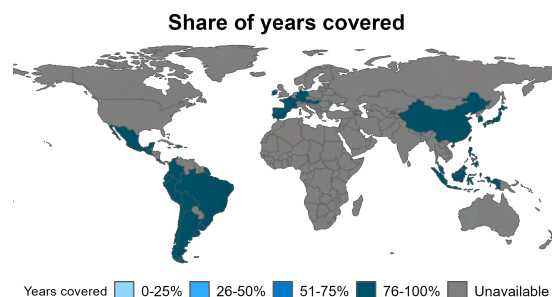 Share of years covered
Years covered 0-25% 26-50% 51-75% 76-100% Unavailable